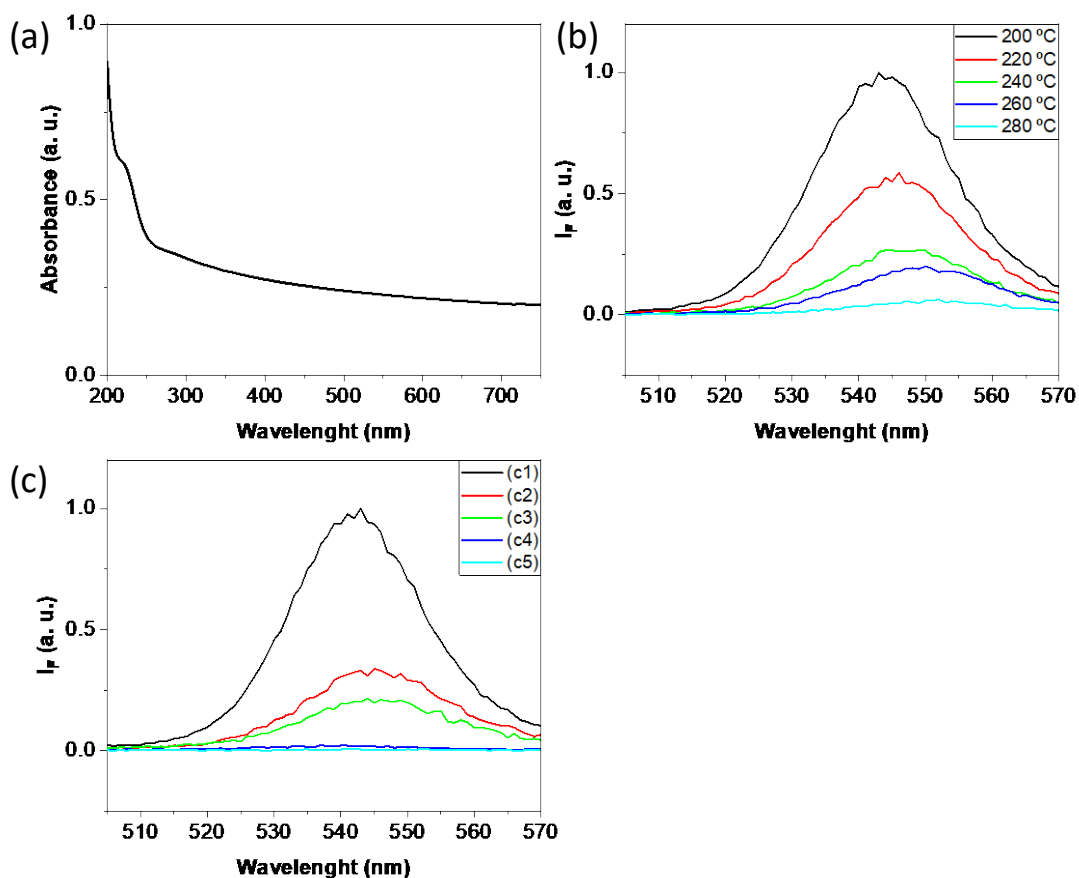 (a)
1.0
0.5
0.0
Absorbance (a. u.)
200 300 400 500 600 700
Wavelenght (nm)
(b)
200 ºC
220 ºC
240 ºC
260 ºC
280 ºC
1.0
0.5
0.0
IF (a. u.)
510 520 530 540 550 560 570
Wavelenght (nm)
(c)
(c1)
(c2)
(c3)
(c4)
(c5)
1.0
0.5
0.0
IF (a. u.)
510 520 530 540 550 560 570
Wavelenght (nm)